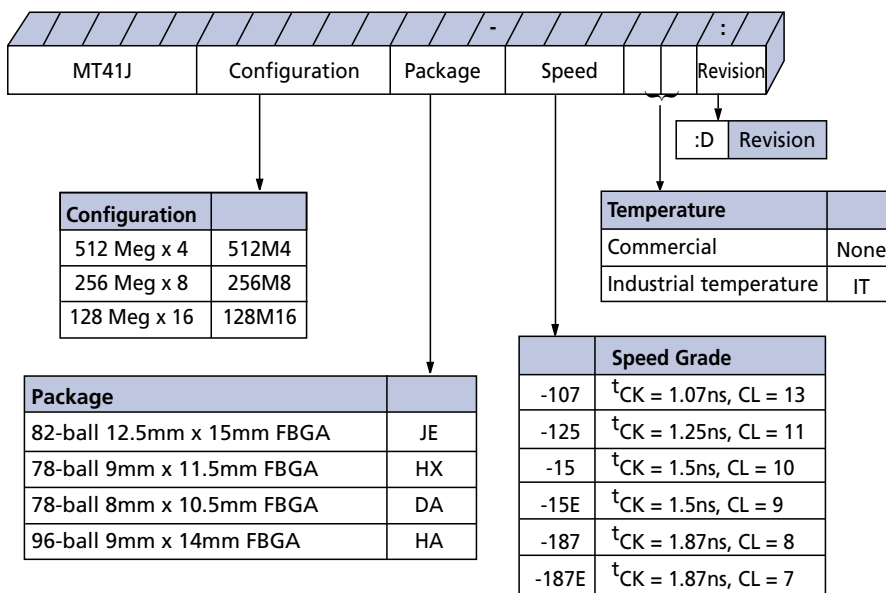 - :
MT41J Configuration Package Speed Revision
:D Revision
Configuration
512 Meg x 4 512M4
256 Meg x 8 256M8
128 Meg x 16 128M16
Temperature
Commercial None
Industrial temperature IT
Package
82-ball 12.5mm x 15mm FBGA JE
78-ball 9mm x 11.5mm FBGA HX
78-ball 8mm x 10.5mm FBGA DA
96-ball 9mm x 14mm FBGA HA
Speed Grade
-107 tCK = 1.07ns, CL = 13
-125 tCK = 1.25ns, CL = 11
-15 tCK = 1.5ns, CL = 10
-15E tCK = 1.5ns, CL = 9
-187 tCK = 1.87ns, CL = 8
-187E tCK = 1.87ns, CL = 7